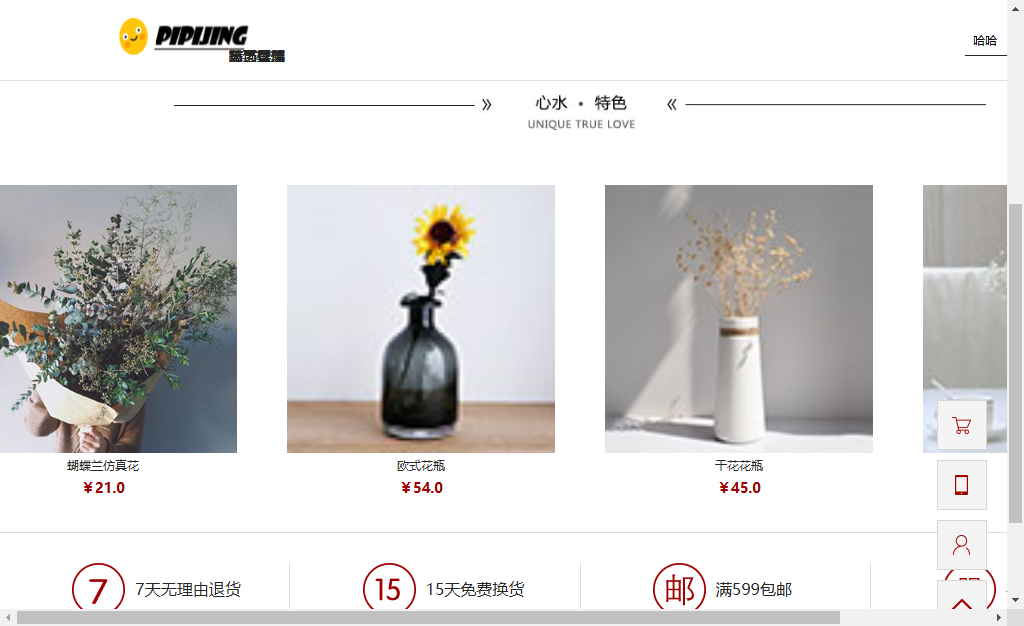 PIPIJING
哈哈
心水 • 特色
UNIQUE TRUE LOVE
蝴蝶兰仿真花
￥21.0
欧式花瓶
￥54.0
干花花瓶
￥45.0
7 7天无理由退货
15 15天免费换货
邮 满599包邮